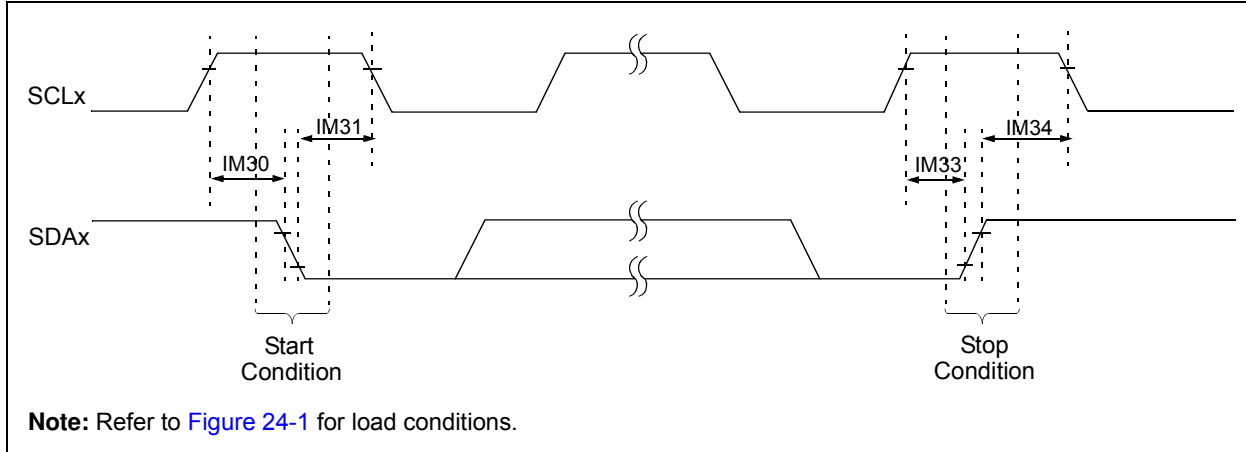 SCLx
IM31
IM34
IM30
IM33
SDAx
Start
Condition
Stop
Condition
Note: Refer to Figure 24-1 for load conditions.